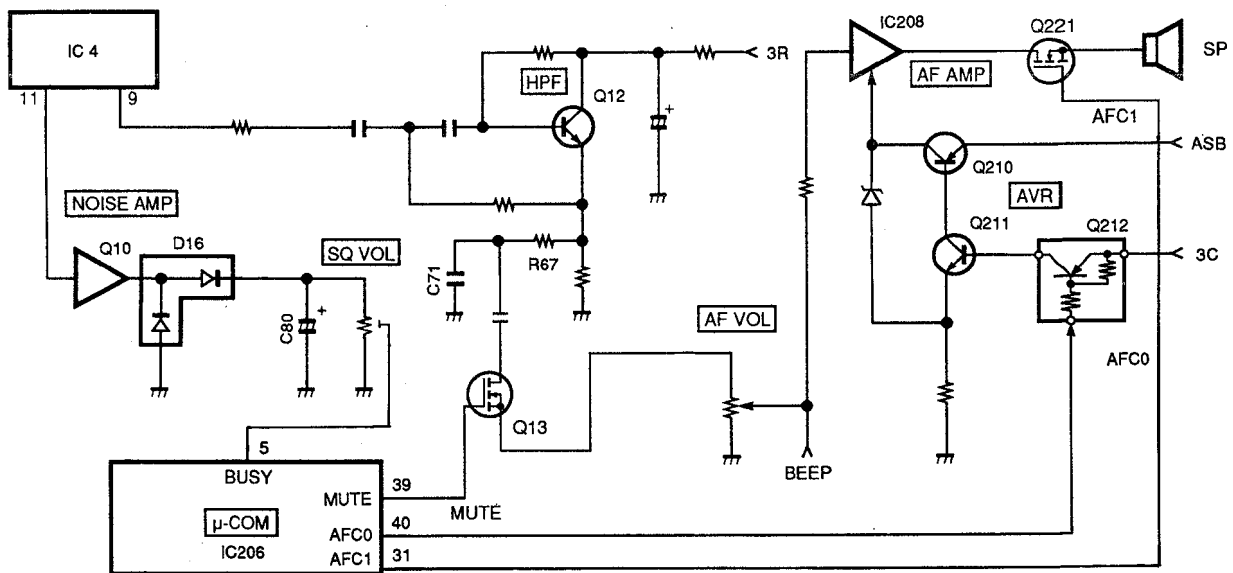 IC 4
11
9
HPF
Q12
3R
IC208
AF AMP
Q221
SP
AFC1
ASB
Q210
AVR
Q211
Q212
3C
AFC0
NOISE AMP
Q10
D16
SQ VOL
C80
+
+
C71
R67
AF VOL
Q13
BEEP
5
BUSY
MUTE
39
MUTE
μ-COM
IC206
AFC0
40
AFC1
31